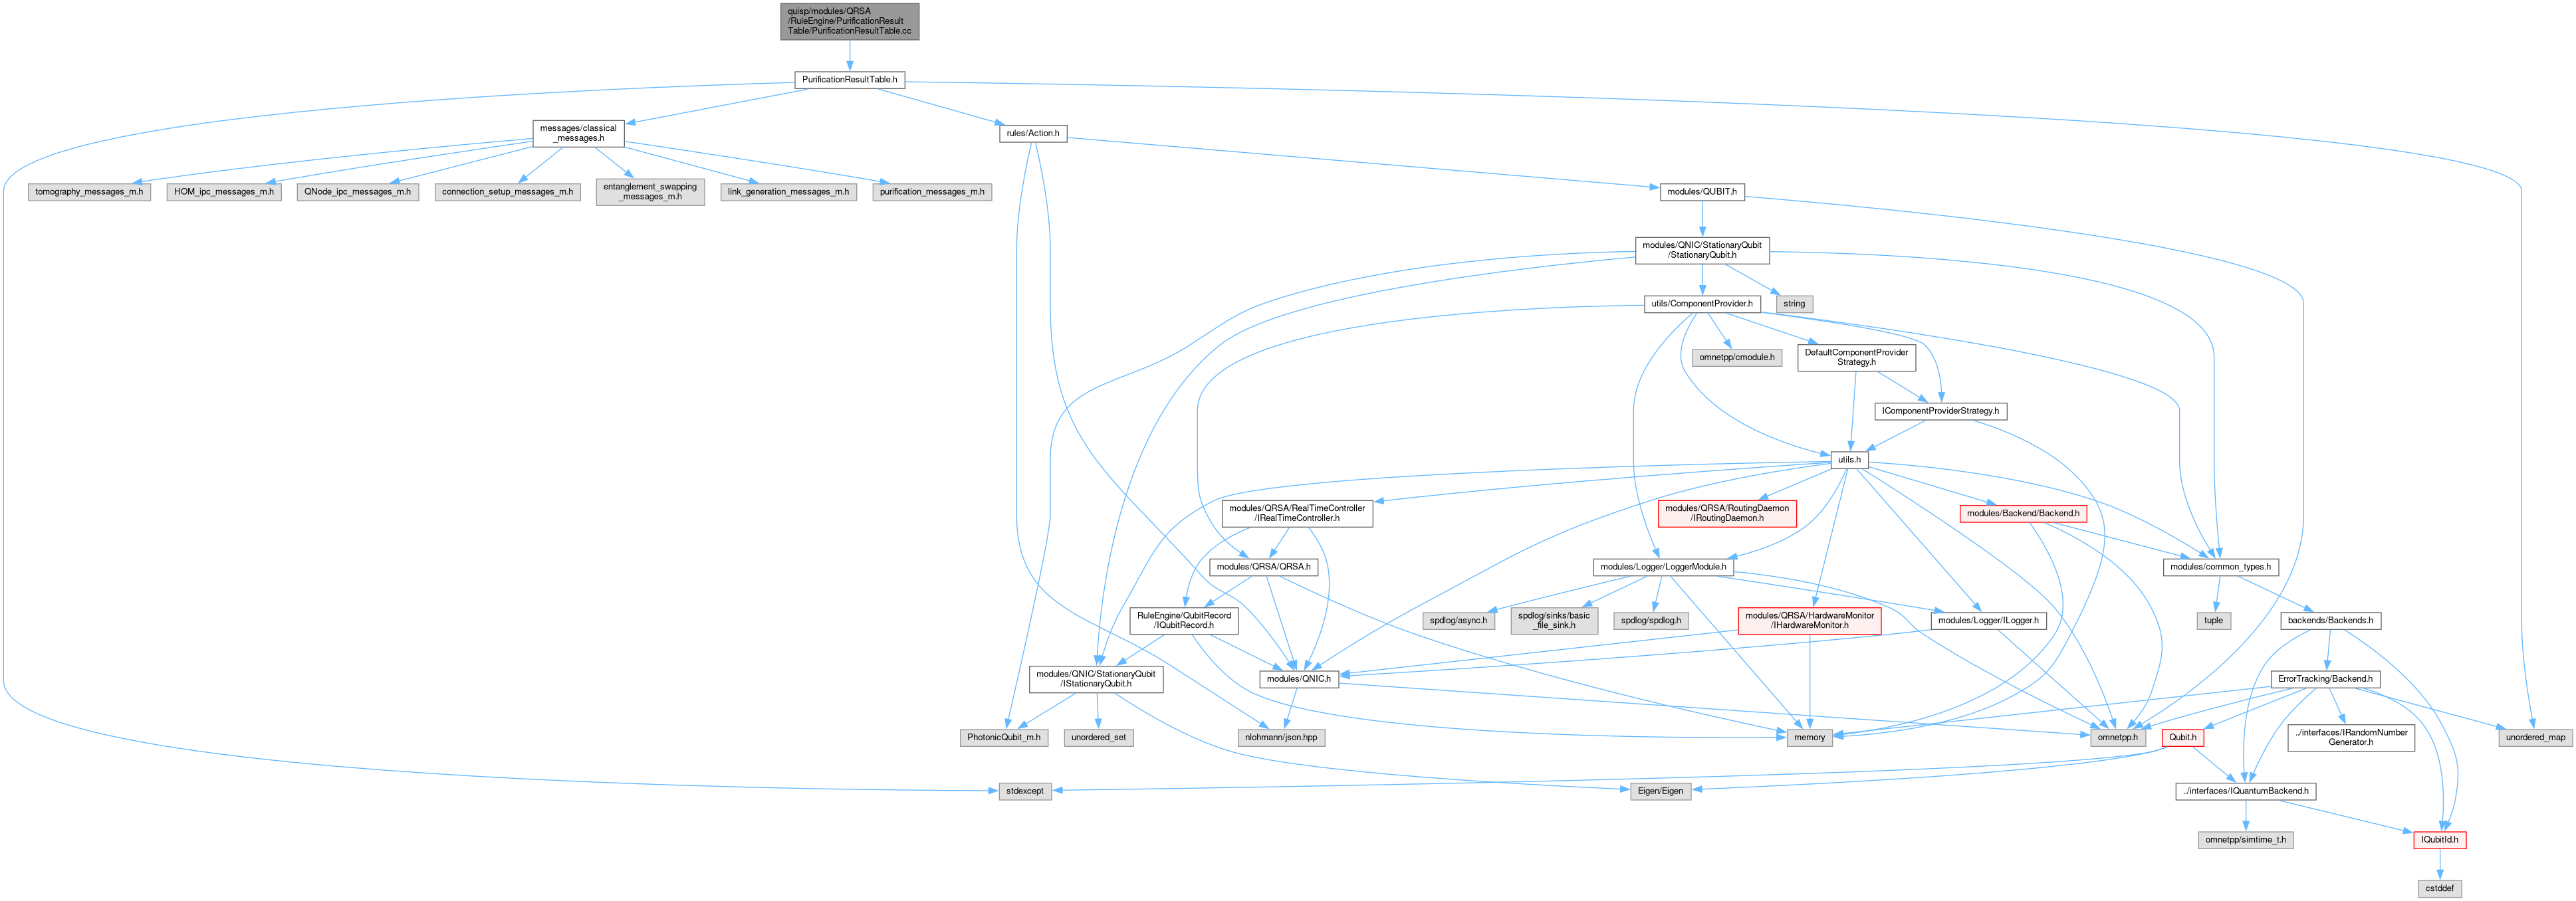 quisp/modules/QRSA
/RuleEngine/PurificationResult
Table/PurificationResultTable.cc
PurificationResultTable.h
messages/classical
_messages.h
rules/Action.h
tomography_messages_m.h
HOM_ipc_messages_m.h
QNode_ipc_messages_m.h
connection_setup_messages_m.h
entanglement_swapping
_messages_m.h
link_generation_messages_m.h
purification_messages_m.h
modules/QUBIT.h
modules/QNIC/StationaryQubit
/StationaryQubit.h
utils/ComponentProvider.h
string
omnetpp/cmodule.h
DefaultComponentProvider
Strategy.h
IComponentProviderStrategy.h
utils.h
modules/QRSA/RealTimeController
/IRealTimeController.h
modules/QRSA/RoutingDaemon
/IRoutingDaemon.h
modules/Backend/Backend.h
modules/QRSA/QRSA.h
modules/Logger/LoggerModule.h
modules/common_types.h
RuleEngine/QubitRecord
/IQubitRecord.h
spdlog/async.h
spdlog/sinks/basic
_file_sink.h
spdlog/spdlog.h
modules/QRSA/HardwareMonitor
/IHardwareMonitor.h
modules/Logger/ILogger.h
tuple
backends/Backends.h
modules/QNIC/StationaryQubit
/IStationaryQubit.h
modules/QNIC.h
ErrorTracking/Backend.h
PhotonicQubit_m.h
unordered_set
nlohmann/json.hpp
memory
omnetpp.h
Qubit.h
../interfaces/IRandomNumber
Generator.h
unordered_map
stdexcept
Eigen/Eigen
../interfaces/IQuantumBackend.h
omnetpp/simtime_t.h
IQubitId.h
cstddef